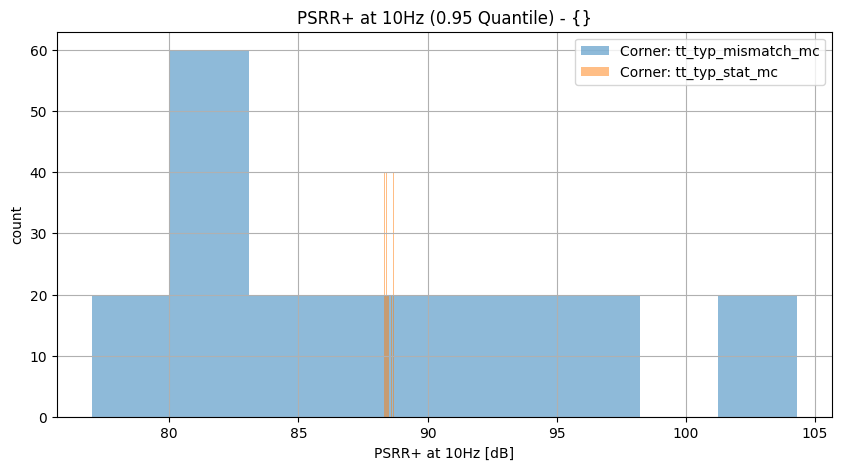 PSRR+ at 10Hz (0.95 Quantile) - {}
Corner: tt_typ_mismatch_mc
Corner: tt_typ_stat_mc
60
50
40
30
20
10
0
count
80
85
90
95
100
105
PSRR+ at 10Hz [dB]